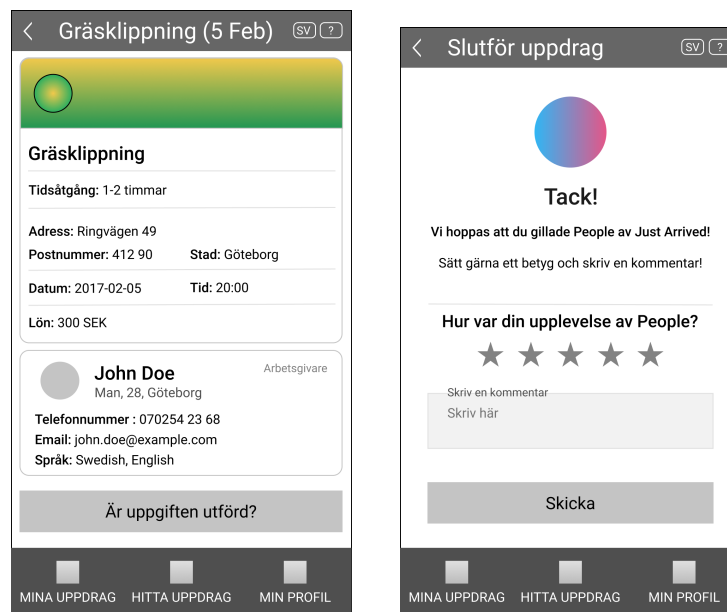 Gräsklippning (5 Feb) SV ?
Gräsklippning
Tidsåtgång: 1-2 timmar
Adress: Ringvägen 49
Postnummer: 412 90 Stad: Göteborg
Datum: 2017-02-05 Tid: 20:00
Lön: 300 SEK
John Doe Arbetsgivare
Man, 28, Göteborg
Telefonnummer : 070254 23 68
Email: john.doe@example.com
Språk: Swedish, English
Är uppgiften utförd?
MINA UPPDRAG HITTA UPPDRAG MIN PROFIL
Slutför uppdrag SV ?
Tack!
Vi hoppas att du gillade People av Just Arrived!
Sätt gärna ett betyg och skriv en kommentar!
Hur var din upplevelse av People?
Skriv en kommentar
Skriv här
Skicka
MINA UPPDRAG HITTA UPPDRAG MIN PROFIL